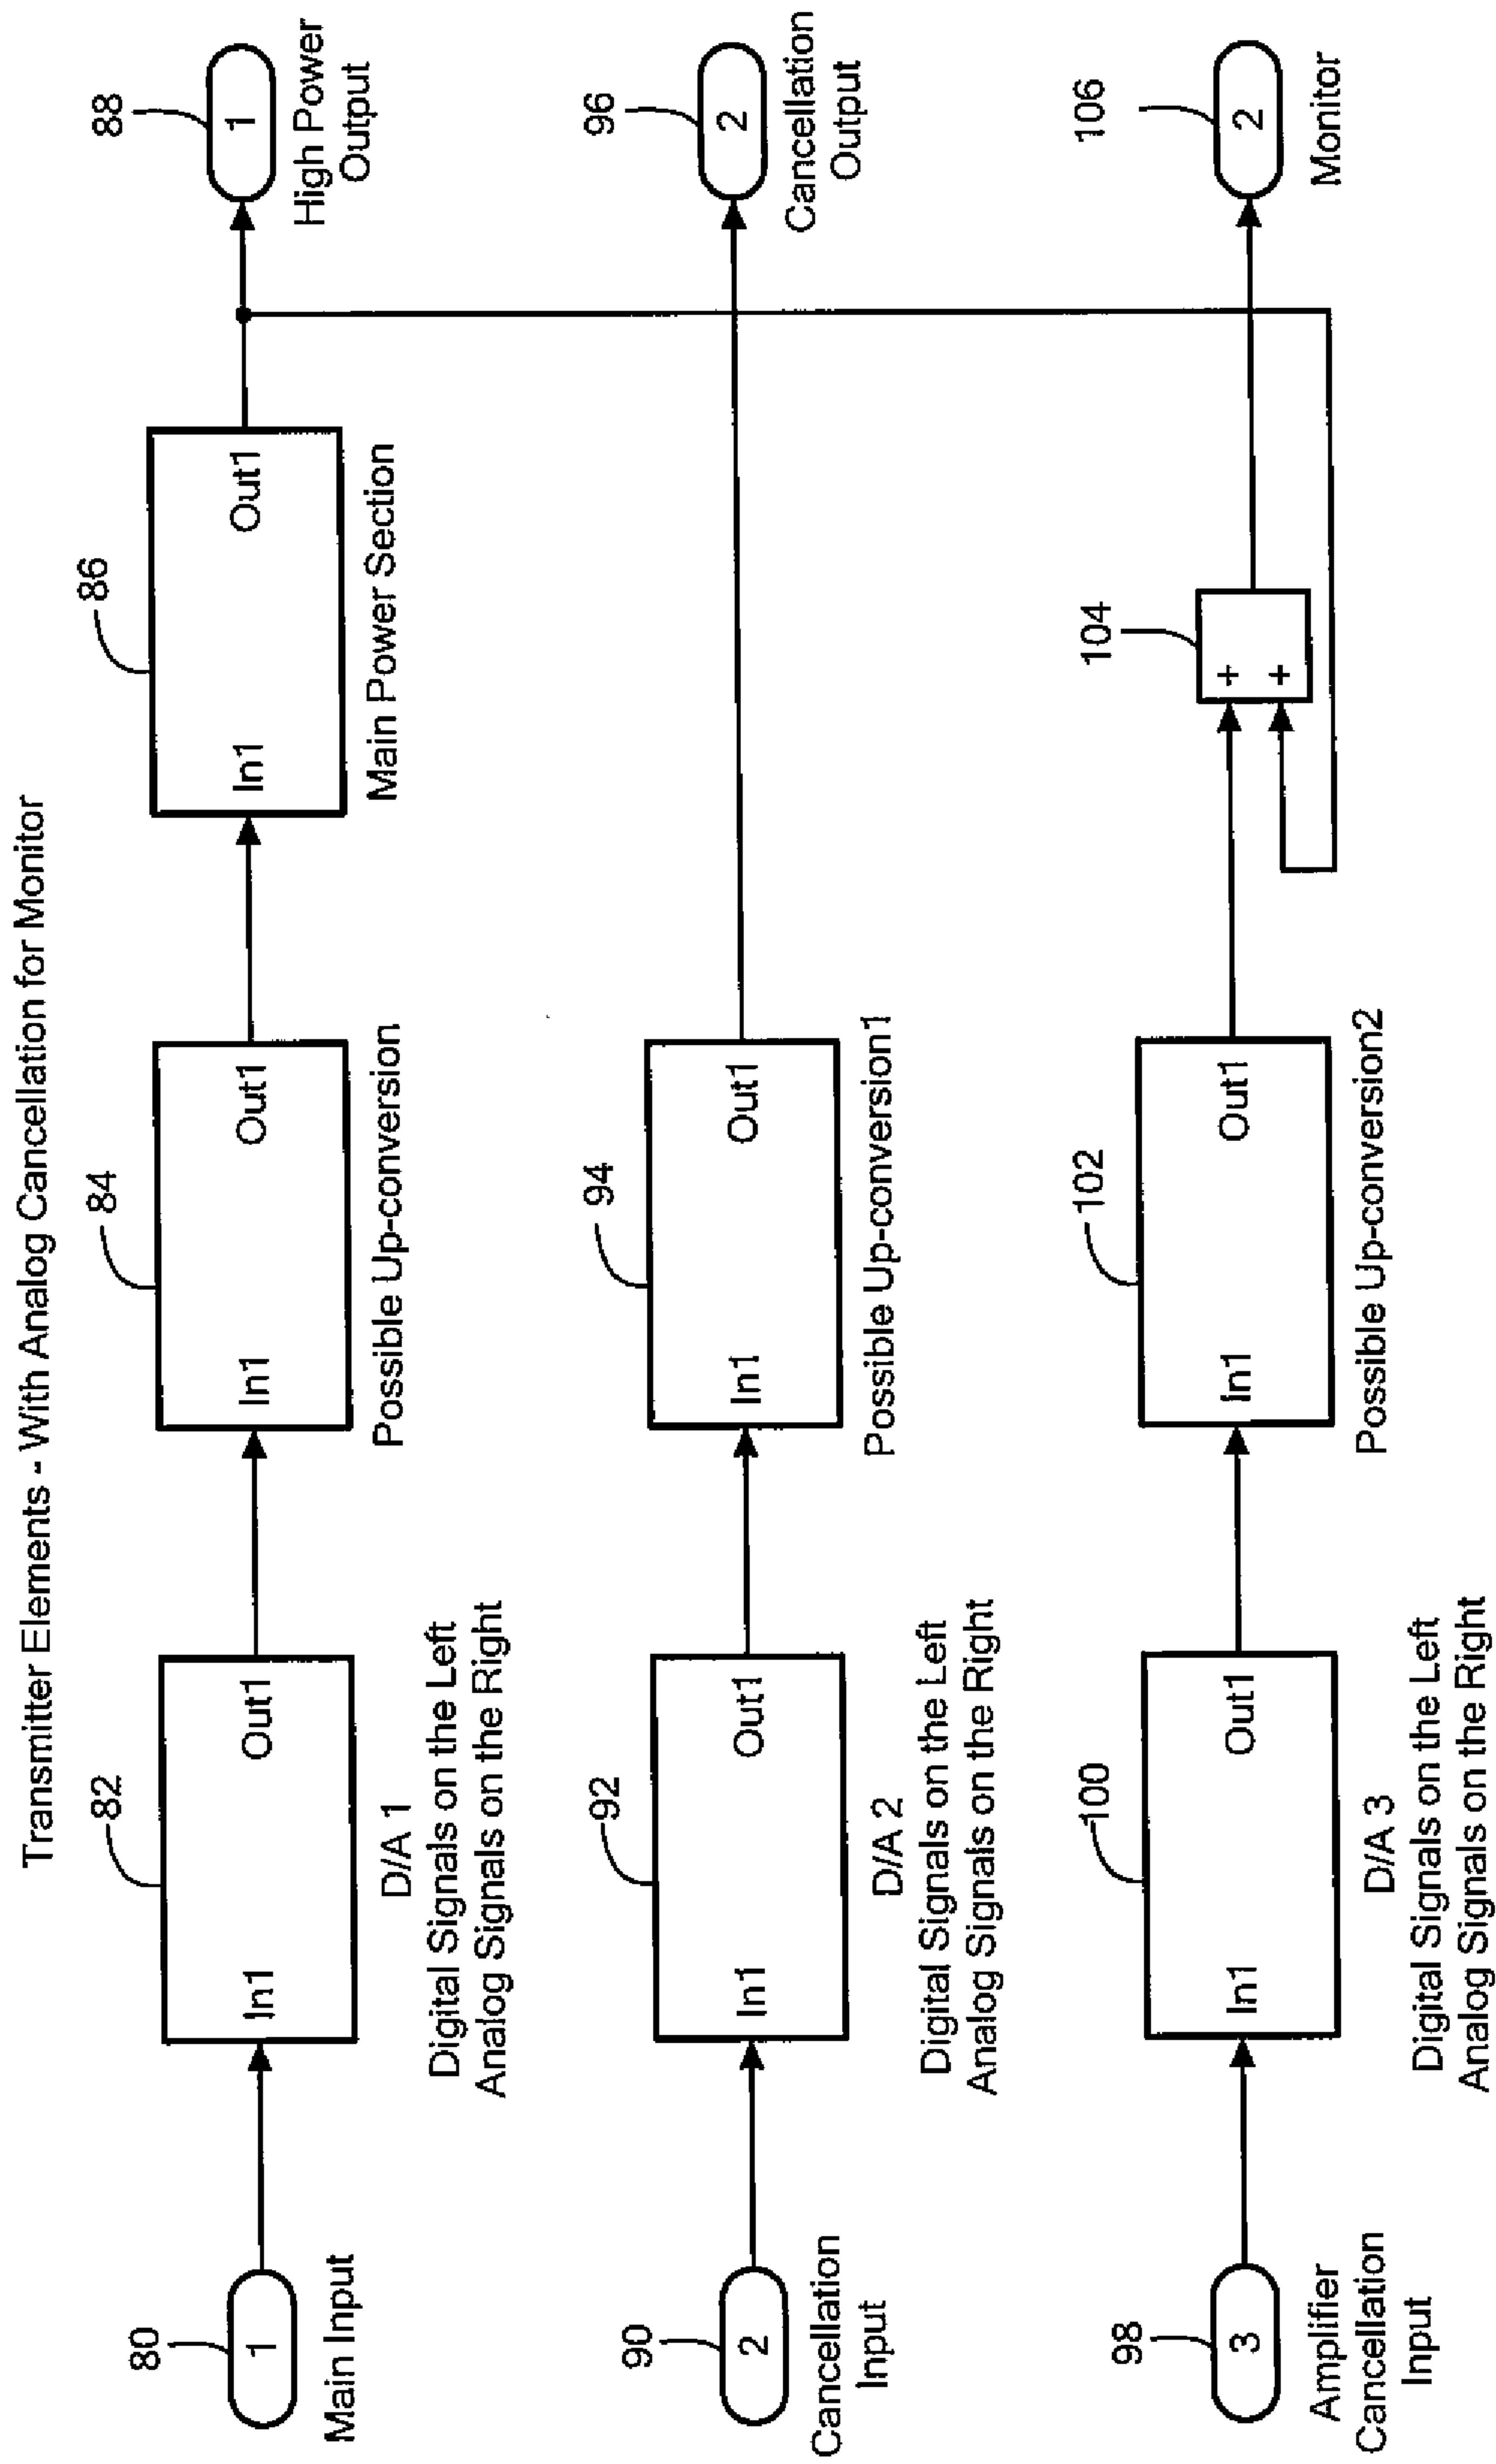 Transmitter Elements - With Analog Cancellation for Monitor
80
1
Main Input
82
In1
Out1
D/A 1
Digital Signals on the Left
Analog Signals on the Right
84
In1
Out1
Possible Up-conversion
86
In1
Out1
Main Power Section
88
1
High Power
Output
90
2
Cancellation
Input
92
In1
Out1
D/A 2
Digital Signals on the Left
Analog Signals on the Right
94
In1
Out1
Possible Up-conversion1
96
2
Cancellation
Output
98
3
Amplifier
Cancellation
Input
100
In1
Out1
D/A 3
Digital Signals on the Left
Analog Signals on the Right
102
In1
Out1
Possible Up-conversion2
104
+
+
106
2
Monitor